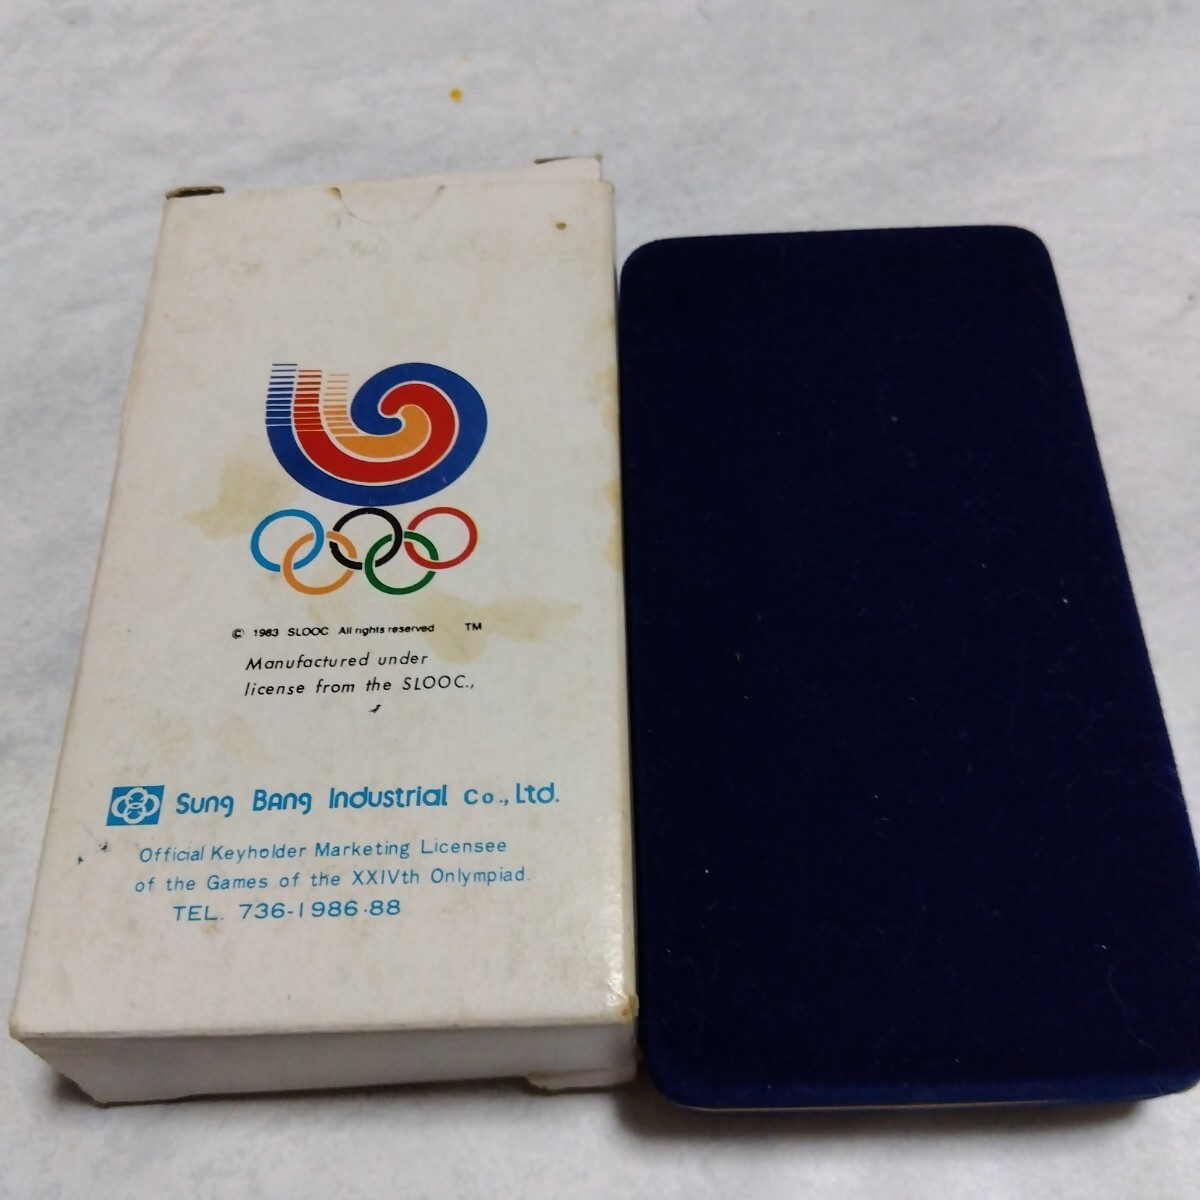 © 1983 SLOOC All rights reserved TM
Manufactured under
license from the SLOOC.,
Sung Bang Industrial Co., Ltd.
Official Keyholder Marketing Licensee
of the Games of the XXIVth Onlympiad.
TEL. 736-1986·88